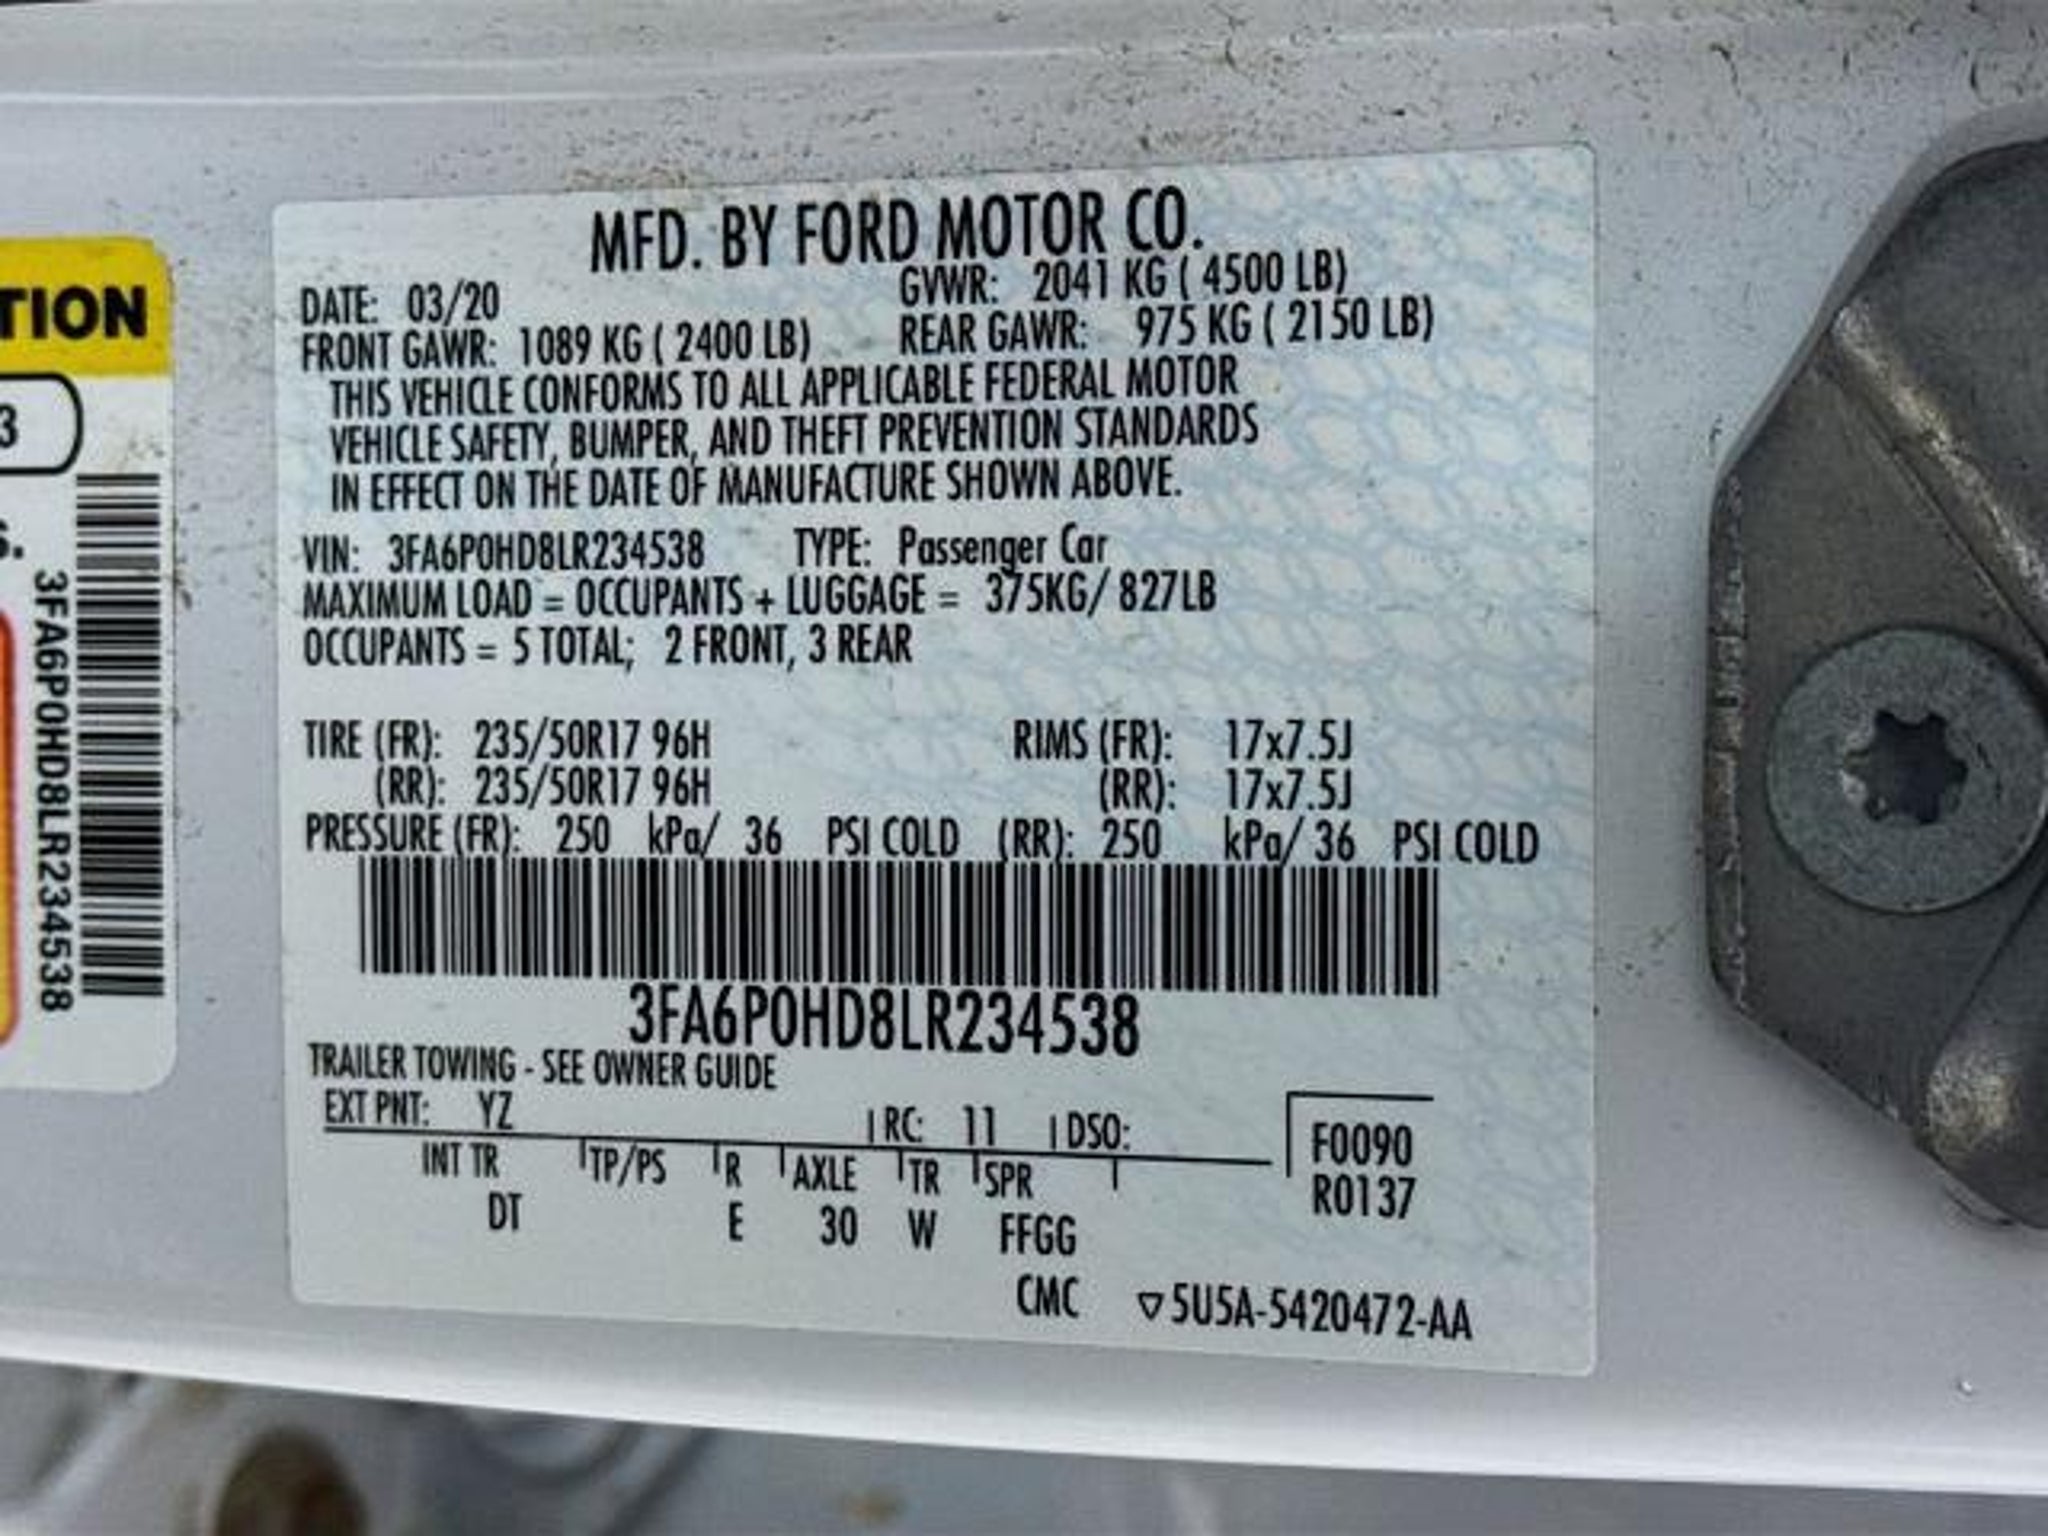 TION
3
S.
3FA6P0HD8LR234538
MFD. BY FORD MOTOR CO.
DATE: 03/20 GVWR: 2041 KG ( 4500 LB)
FRONT GAWR: 1089 KG ( 2400 LB) REAR GAWR: 975 KG ( 2150 LB)
THIS VEHICLE CONFORMS TO ALL APPLICABLE FEDERAL MOTOR
VEHICLE SAFETY, BUMPER, AND THEFT PREVENTION STANDARDS
IN EFFECT ON THE DATE OF MANUFACTURE SHOWN ABOVE.
VIN: 3FA6P0HD8LR234538 TYPE: Passenger Car
MAXIMUM LOAD = OCCUPANTS + LUGGAGE = 375KG/ 827LB
OCCUPANTS = 5 TOTAL; 2 FRONT, 3 REAR
TIRE (FR): 235/50R17 96H RIMS (FR): 17x7.5J
(RR): 235/50R17 96H (RR): 17x7.5J
PRESSURE (FR): 250 kPa/ 36 PSI COLD (RR): 250 kPa/ 36 PSI COLD
3FA6P0HD8LR234538
TRAILER TOWING - SEE OWNER GUIDE
EXT PNT: YZ RC: 11 DSO:
INT TR TP/PS R AXLE TR SPR
DT E 30 W FFGG
F0090
R0137
CMC ▽5U5A-5420472-AA